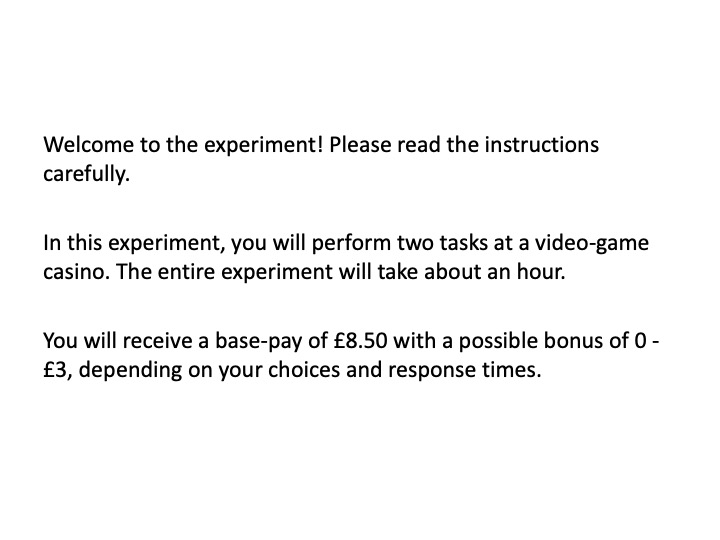 Welcome to the experiment! Please read the instructions
carefully.
In this experiment, you will perform two tasks at a video-game
casino. The entire experiment will take about an hour.
You will receive a base-pay of £8.50 with a possible bonus of 0 -
£3, depending on your choices and response times.